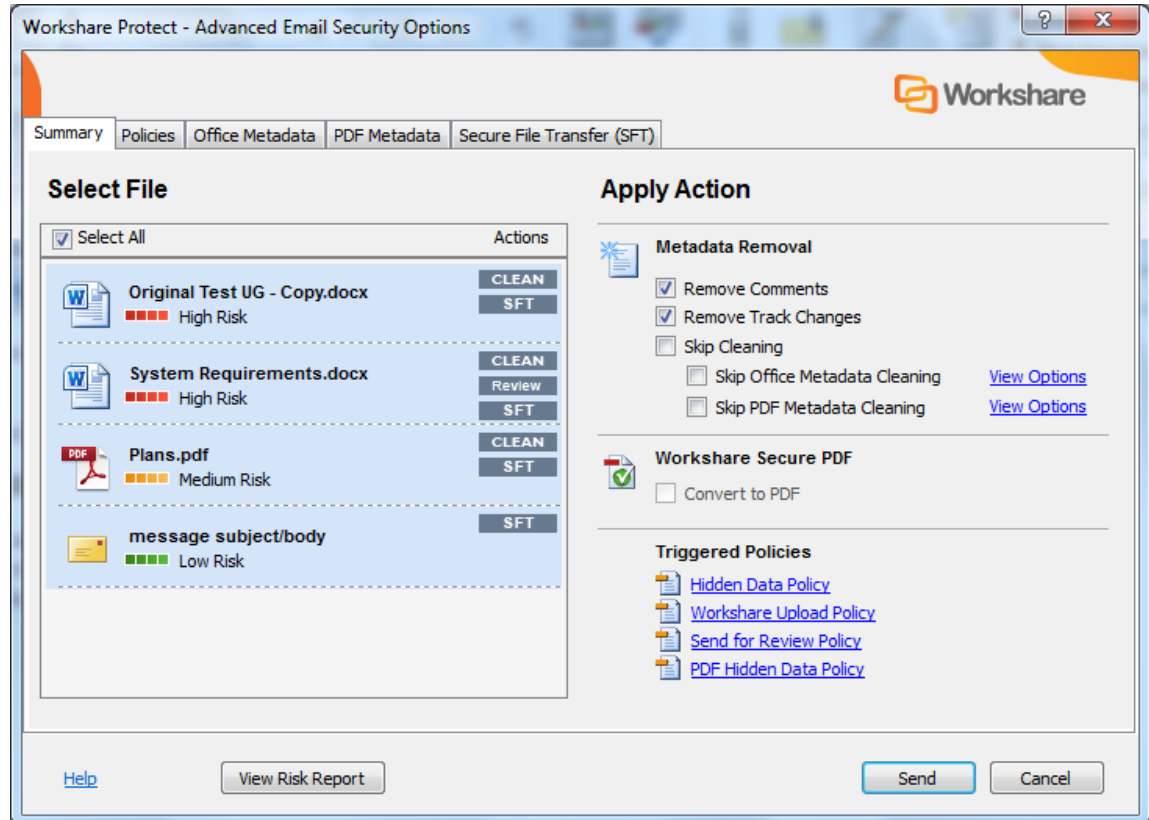 Workshare Protect - Advanced Email Security Options
Workshare
Summary Policies Office Metadata PDF Metadata Secure File Transfer (SFT)
Select File
Select All Actions
Original Test UG - Copy.docx
High Risk
CLEAN
SFT
System Requirements.docx
High Risk
CLEAN
Review
SFT
PDF
Plans.pdf
Medium Risk
CLEAN
SFT
message subject/body
Low Risk
SFT
Apply Action
Metadata Removal
Remove Comments
Remove Track Changes
Skip Cleaning
Skip Office Metadata Cleaning View Options
Skip PDF Metadata Cleaning View Options
Workshare Secure PDF
Convert to PDF
Triggered Policies
Hidden Data Policy
Workshare Upload Policy
Send for Review Policy
PDF Hidden Data Policy
Help View Risk Report Send Cancel